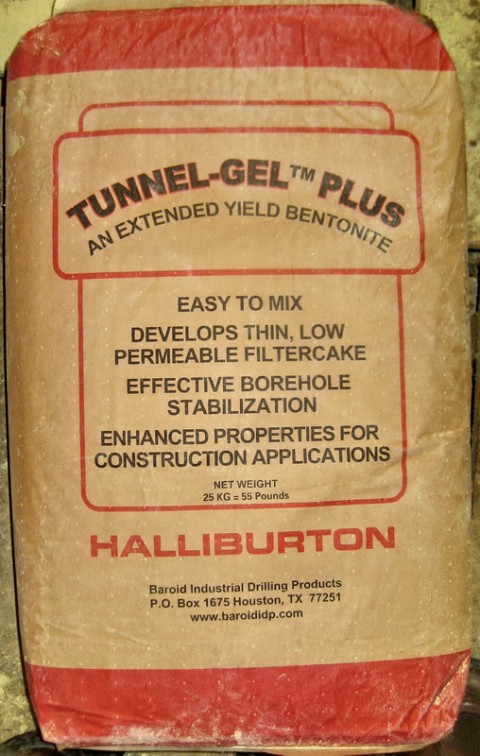 TUNNEL-GEL™ PLUS
AN EXTENDED YIELD BENTONITE
EASY TO MIX
DEVELOPS THIN, LOW
PERMEABLE FILTERCAKE
EFFECTIVE BOREHOLE
STABILIZATION
ENHANCED PROPERTIES FOR
CONSTRUCTION APPLICATIONS
NET WEIGHT
25 KG = 55 Pounds
HALLIBURTON
Baroid Industrial Drilling Products
P.O. Box 1675 Houston, TX 77251
www.baroididp.com